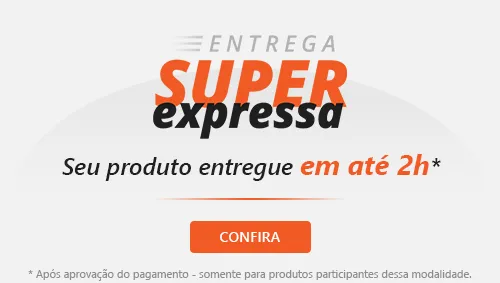 ENTREGA
SUPER
expressa
Seu produto entregue em até 2h*
CONFIRA
* Após aprovação do pagamento - somente para produtos participantes dessa modalidade.